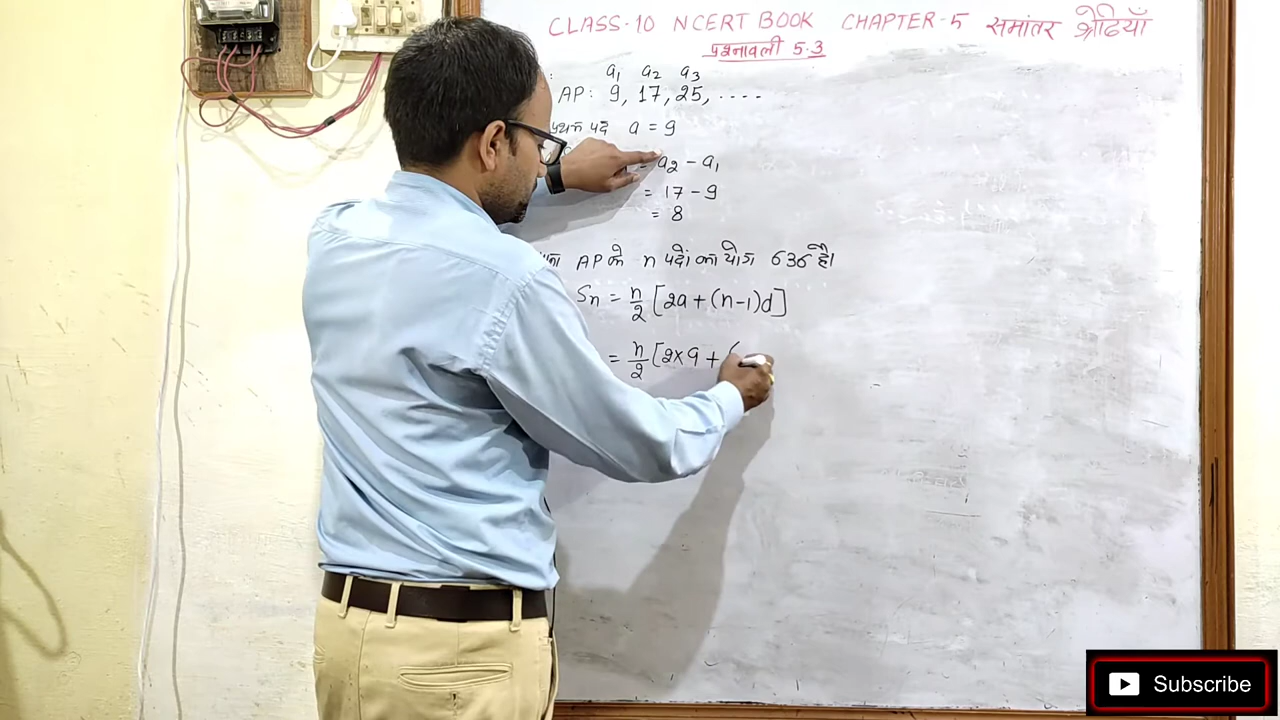 CLASS-10 NCERT BOOK CHAPTER-5 समांतर श्रेढियाँ
प्रश्नावली 5.3
: a₁ a₂ a₃
AP: 9, 17, 25, ....
प्रथम पद a = 9
= a₂ - a₁
= 17 - 9
= 8
AP के n पदों का योग 636 है।
Sₙ = n/2 [2a + (n-1)d]
= n/2 [2×9 + (
Subscribe